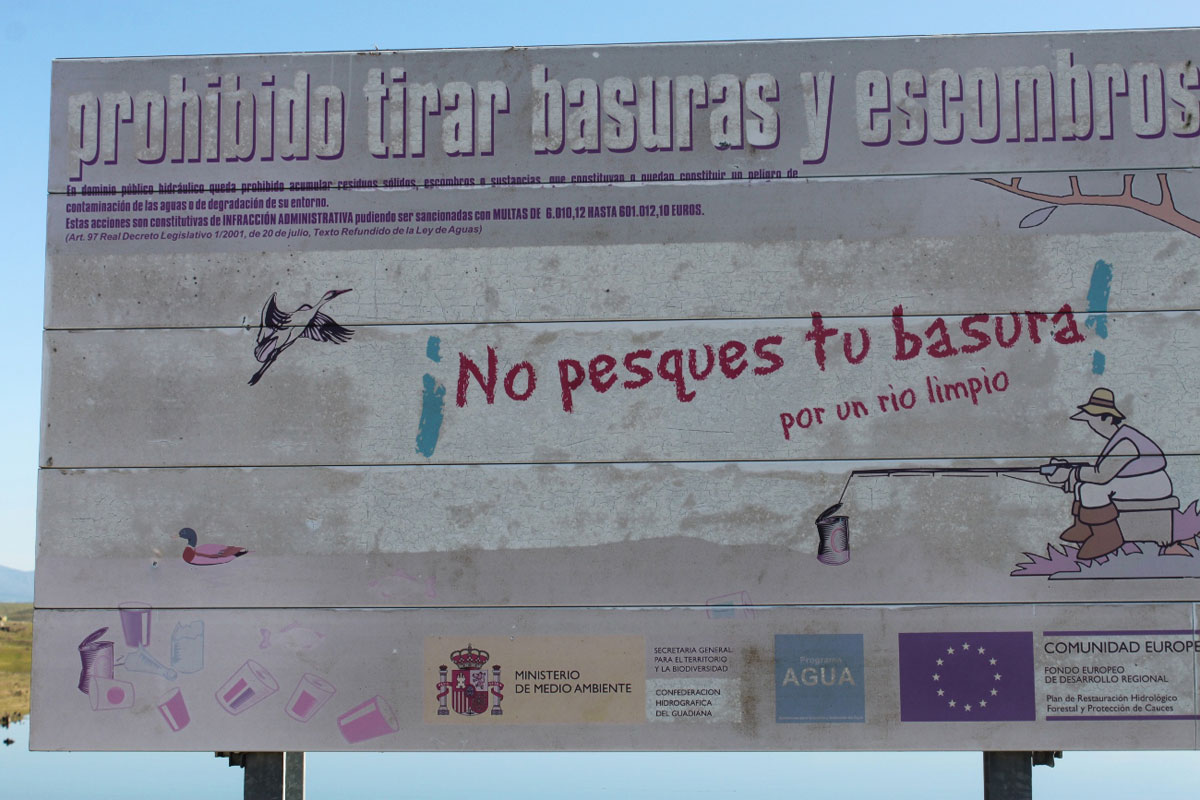 prohibido tirar basuras y escombros
En dominio público hidráulico queda prohibido acumular residuos sólidos, escombros o sustancias, que constituyan o puedan constituir un peligro de
contaminación de las aguas o de degradación de su entorno.
Estas acciones son constitutivas de INFRACCIÓN ADMINISTRATIVA pudiendo ser sancionadas con MULTAS DE 6.010,12 HASTA 601.012,10 EUROS.
(Art. 97 Real Decreto Legislativo 1/2001, de 20 de julio, Texto Refundido de la Ley de Aguas)
¡No pesques tu basura!
por un rio limpio
MINISTERIO
DE MEDIO AMBIENTE
SECRETARIA GENERAL
PARA EL TERRITORIO
Y LA BIODIVERSIDAD
CONFEDERACION
HIDROGRAFICA
DEL GUADIANA
Programa
AGUA
COMUNIDAD EUROPE
FONDO EUROPEO
DE DESARROLLO REGIONAL
Plan de Restauración Hidrológico
Forestal y Protección de Cauces